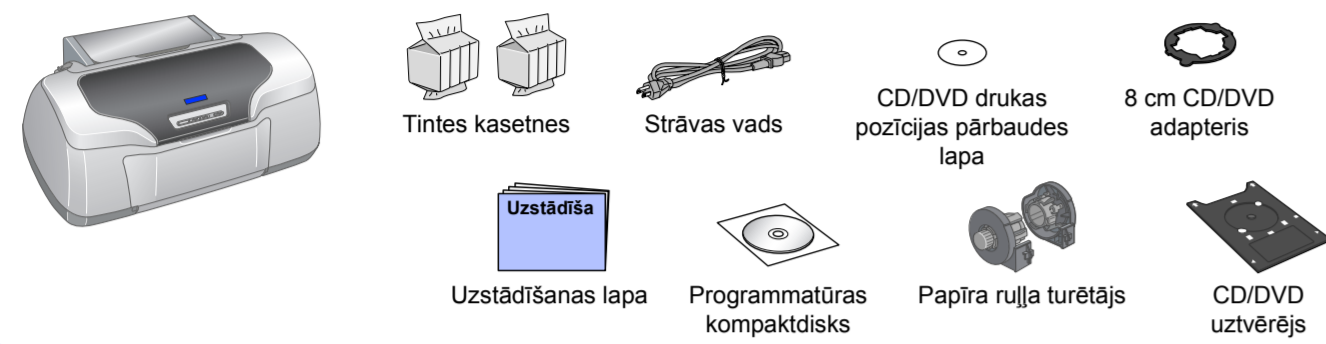 Tintes kasetnes
Strāvas vads
CD/DVD drukas
pozīcijas pārbaudes
lapa
8 cm CD/DVD
adapteris
Uzstādīša
Uzstādīšanas lapa
Programmatūras
kompaktdisks
Papīra ruļļa turētājs
CD/DVD
uztvērējs